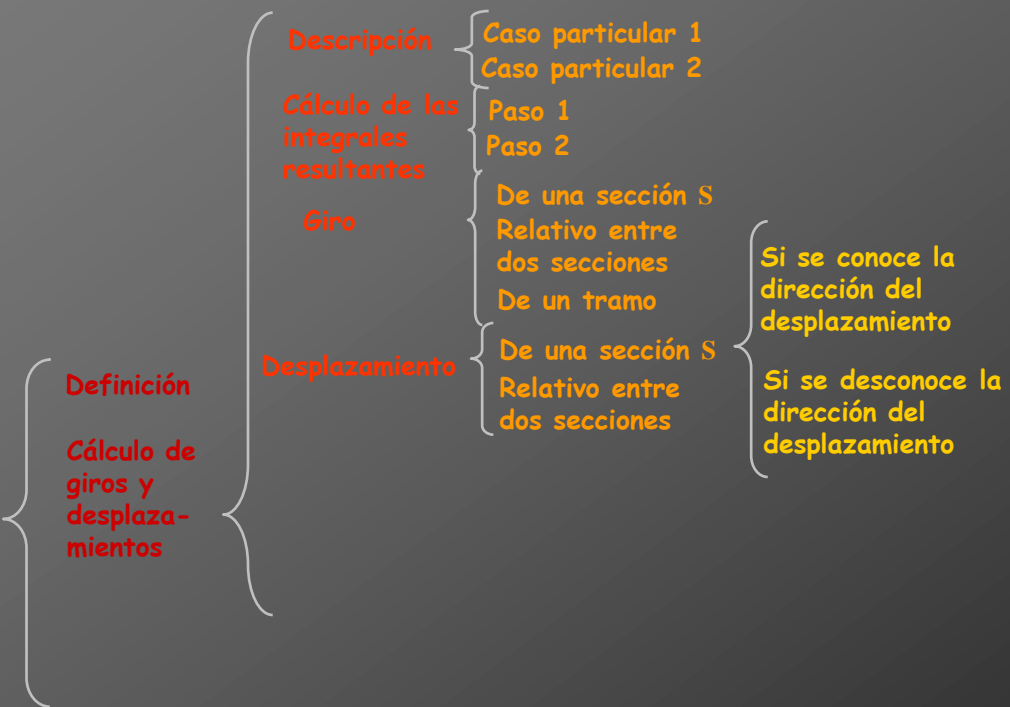 Descripción
Caso particular 1
Caso particular 2
Cálculo de las
integrales
resultantes
Paso 1
Paso 2
Giro
De una sección S
Relativo entre
dos secciones
De un tramo
Desplazamiento
De una sección S
Relativo entre
dos secciones
Si se conoce la
dirección del
desplazamiento
Si se desconoce la
dirección del
desplazamiento
Definición
Cálculo de
giros y
desplaza-
mientos